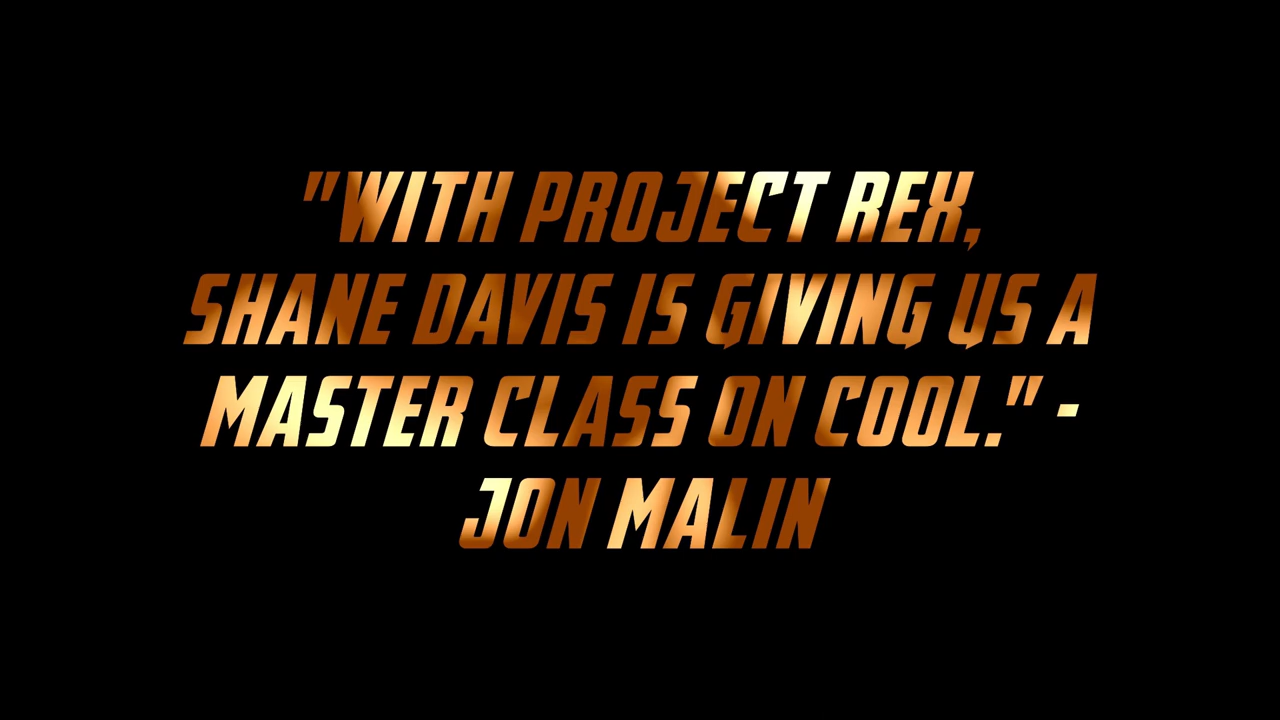 "WITH PROJECT REX,
SHANE DAVIS IS GIVING US A
MASTER CLASS ON COOL." -
JON MALIN